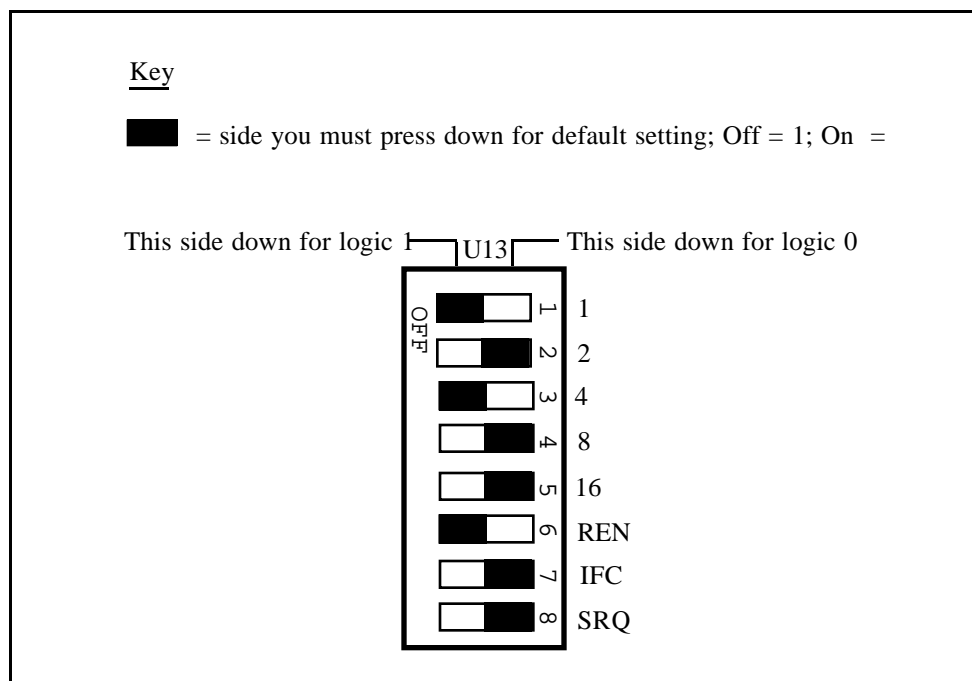 Key
= side you must press down for default setting; Off = 1; On =
This side down for logic 1
U13
This side down for logic 0
OFF
1 1
2 2
3 4
4 8
5 16
6 REN
7 IFC
8 SRQ